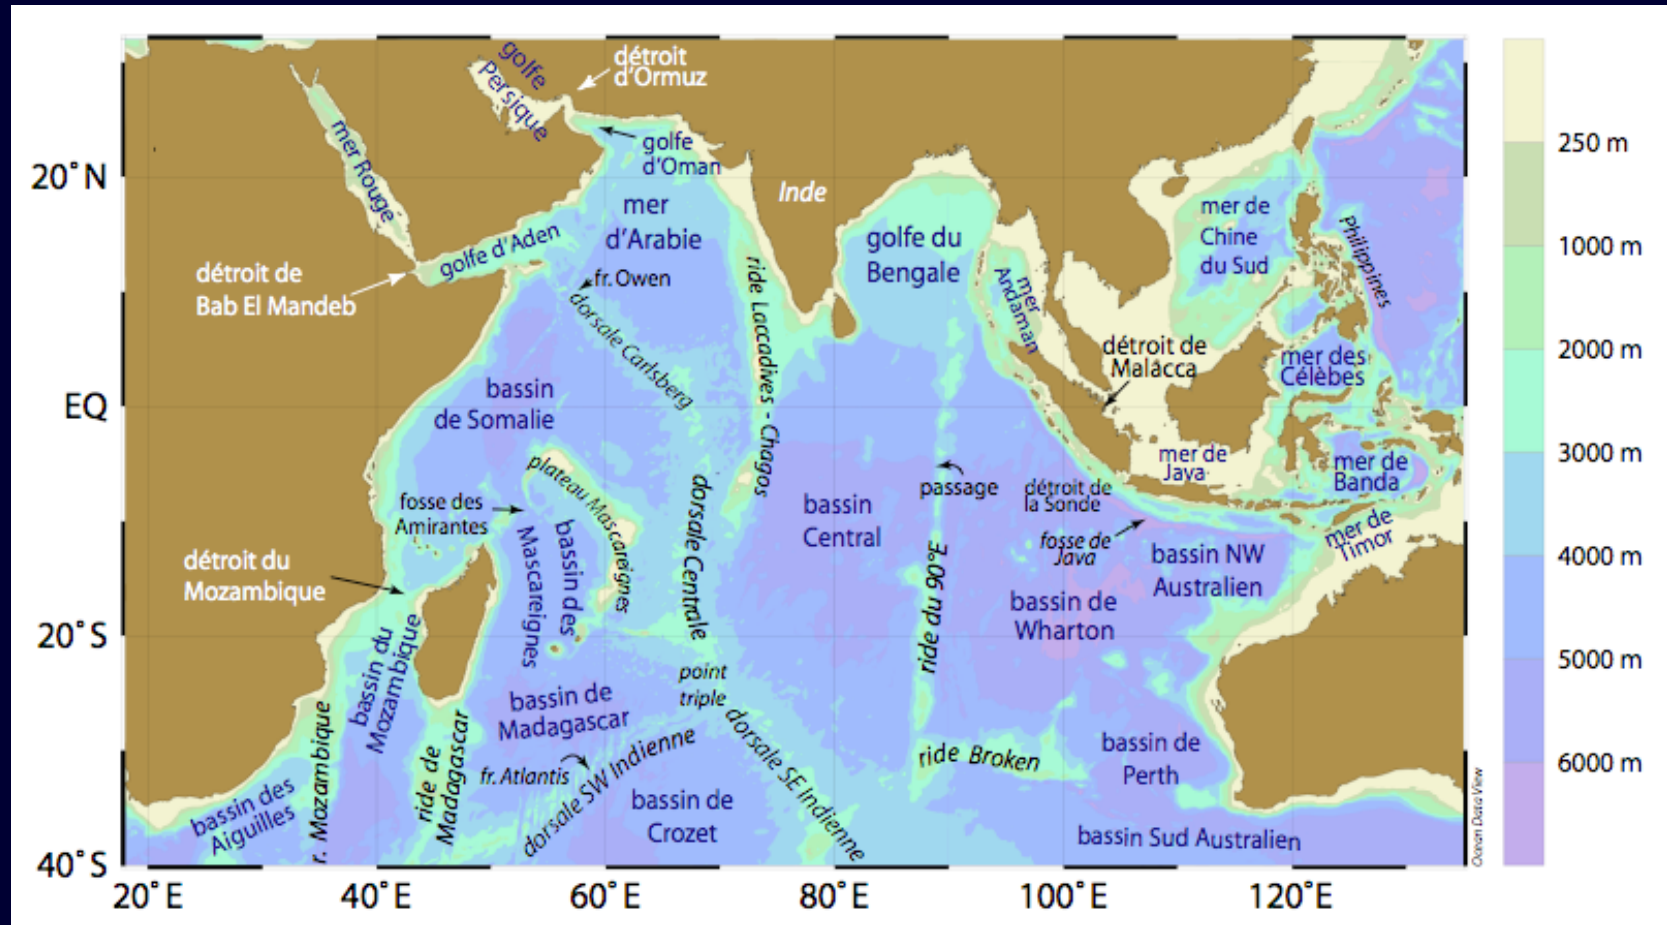 golfe
Persique
détroit
d'Ormuz
golfe
d'Oman
mer Rouge
mer
d'Arabie
Inde
golfe d'Aden
détroit de
Bab El Mandeb
fr. Owen
dorsale Carlsberg
ride Laccadives - Chagos
golfe du
Bengale
mer
Andaman
mer de
Chine
du Sud
Philippines
détroit de
Malacca
mer des
Célèbes
bassin
de Somalie
plateau Mascareignes
fosse des
Amirantes
bassin des
Mascareignes
dorsale Centrale
bassin
Central
passage
détroit de
la Sonde
fosse de
Java
mer de
Java
mer de
Banda
mer de
Timor
bassin NW
Australien
bassin de
Wharton
ride du 90°E
détroit du
Mozambique
bassin du
Mozambique
point
triple
bassin de
Madagascar
r. Mozambique
ride de
Madagascar
fr. Atlantis
dorsale SW Indienne
dorsale SE Indienne
ride Broken
bassin de
Perth
bassin des
Aiguilles
bassin de
Crozet
bassin Sud Australien
20°N
EQ
20°S
40°S
20°E
40°E
60°E
80°E
100°E
120°E
250 m
1000 m
2000 m
3000 m
4000 m
5000 m
6000 m
Ocean Data View